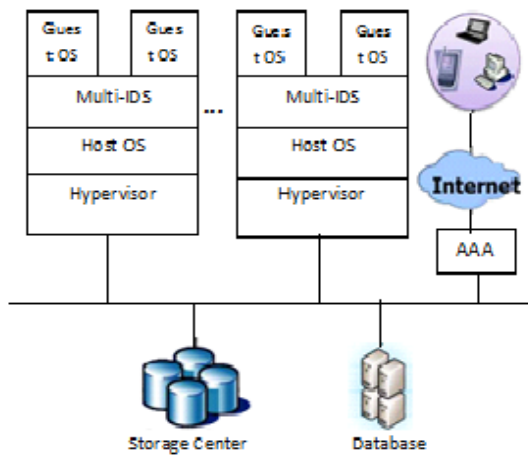 Gues
t OS
Gues
t OS
Gues
t OS
Gues
t OS
Multi-IDS
...
Multi-IDS
Host OS
Host OS
Hypervisor
Hypervisor
Internet
AAA
Storage Center
Database